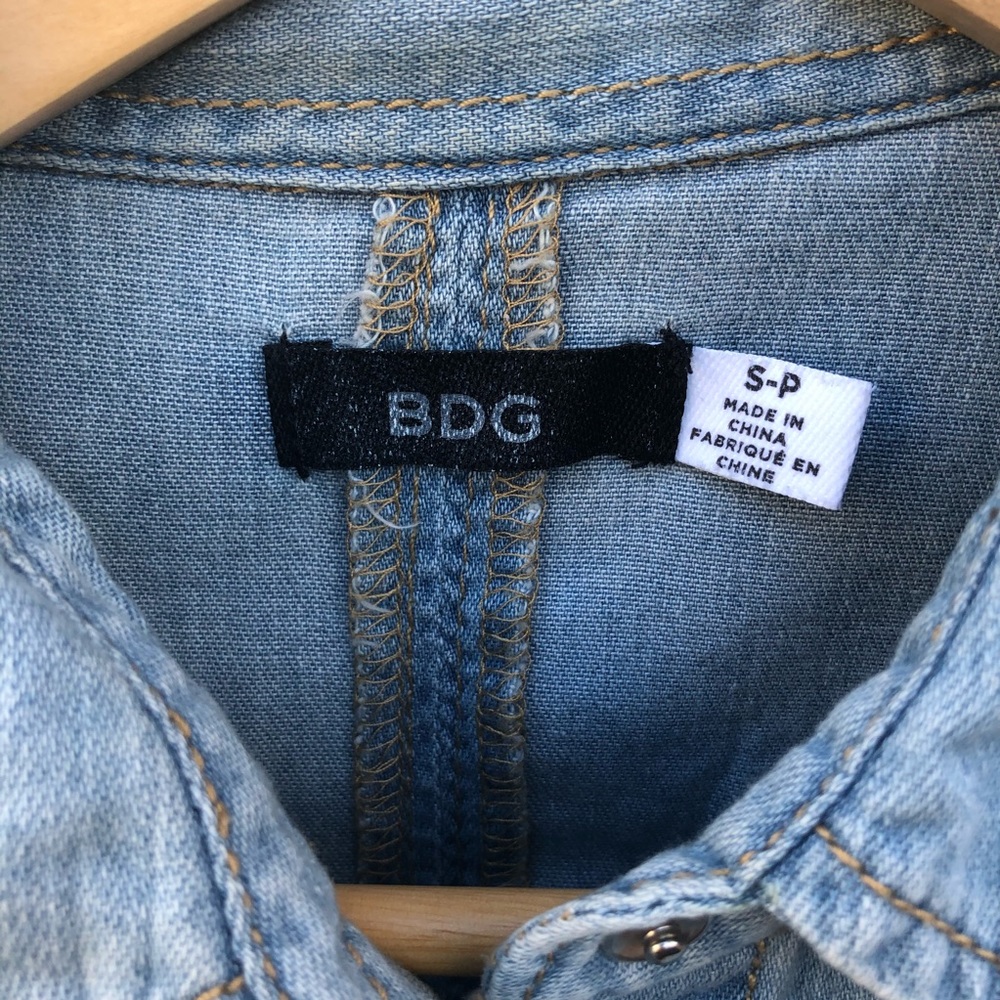 BDG
S-P
MADE IN
CHINA
FABRIQUÉ EN
CHINE